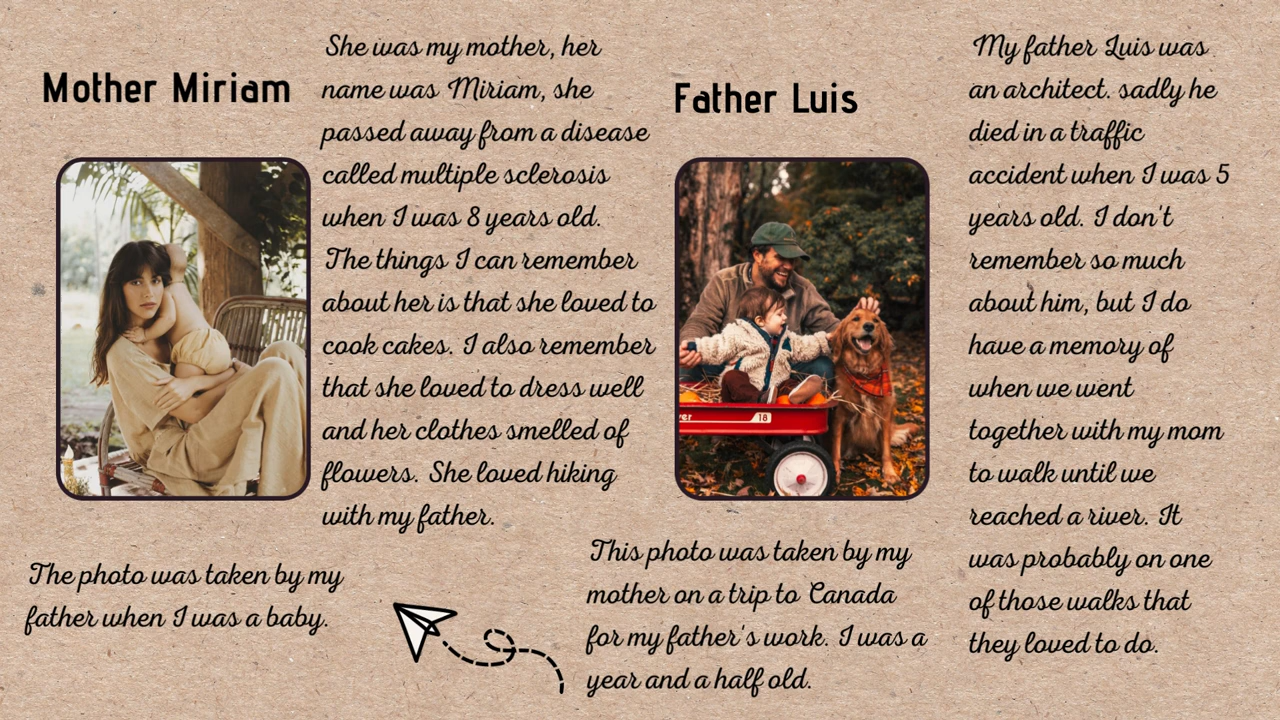 Mother Miriam
She was my mother, her
name was Miriam, she
passed away from a disease
called multiple sclerosis
when I was 8 years old.
The things I can remember
about her is that she loved to
cook cakes. I also remember
that she loved to dress well
and her clothes smelled of
flowers. She loved hiking
with my father.
The photo was taken by my
father when I was a baby.
Father Luis
18
This photo was taken by my
mother on a trip to Canada
for my father's work. I was a
year and a half old.
My father Luis was
an architect. sadly he
died in a traffic
accident when I was 5
years old. I don't
remember so much
about him, but I do
have a memory of
when we went
together with my mom
to walk until we
reached a river. It
was probably on one
of those walks that
they loved to do.